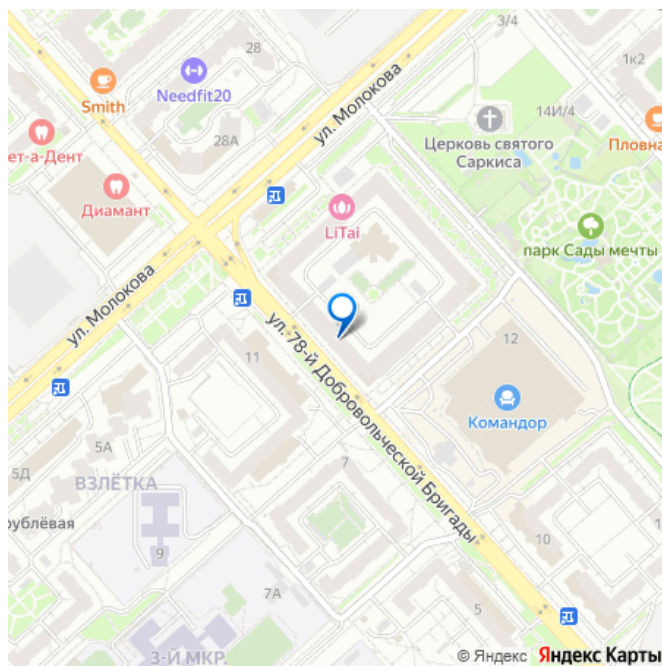 3/4
28
1к2
ул. Молокова
Smith
Needfit20
14И/4
28А
Церковь святого
Саркиса
Пловна
ет-а-Дент
Диамант
LiTai
парк Сады мечты
ул. Молокова
ул. 78-й Добровольческой Бригады
12
11
Командор
5А
7
5Д
ВЗЛЁТКА
рублёвая
9
10
1
7А
5
3-Й МКР.
© Яндекс Яндекс Карты